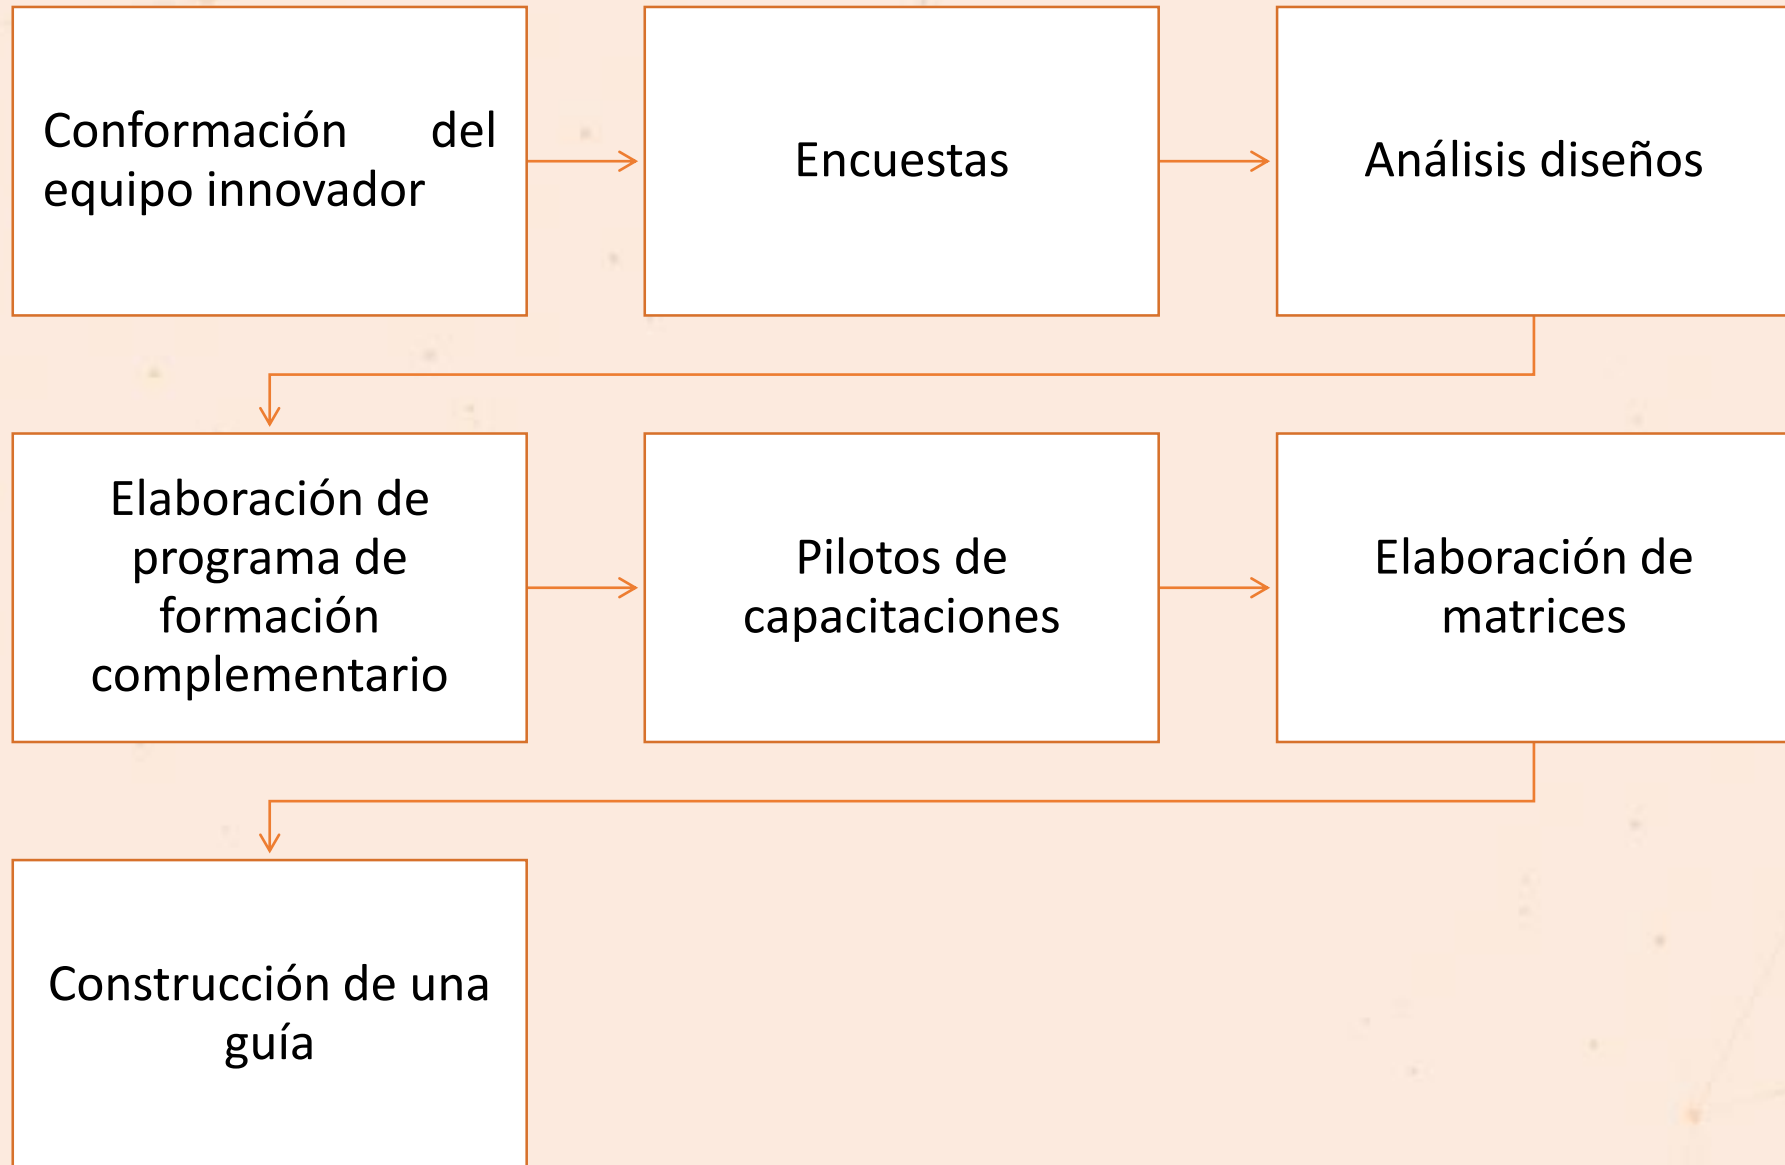 Conformación del
equipo innovador
Encuestas
Análisis diseños
Elaboración de
programa de
formación
complementario
Pilotos de
capacitaciones
Elaboración de
matrices
Construcción de una
guía